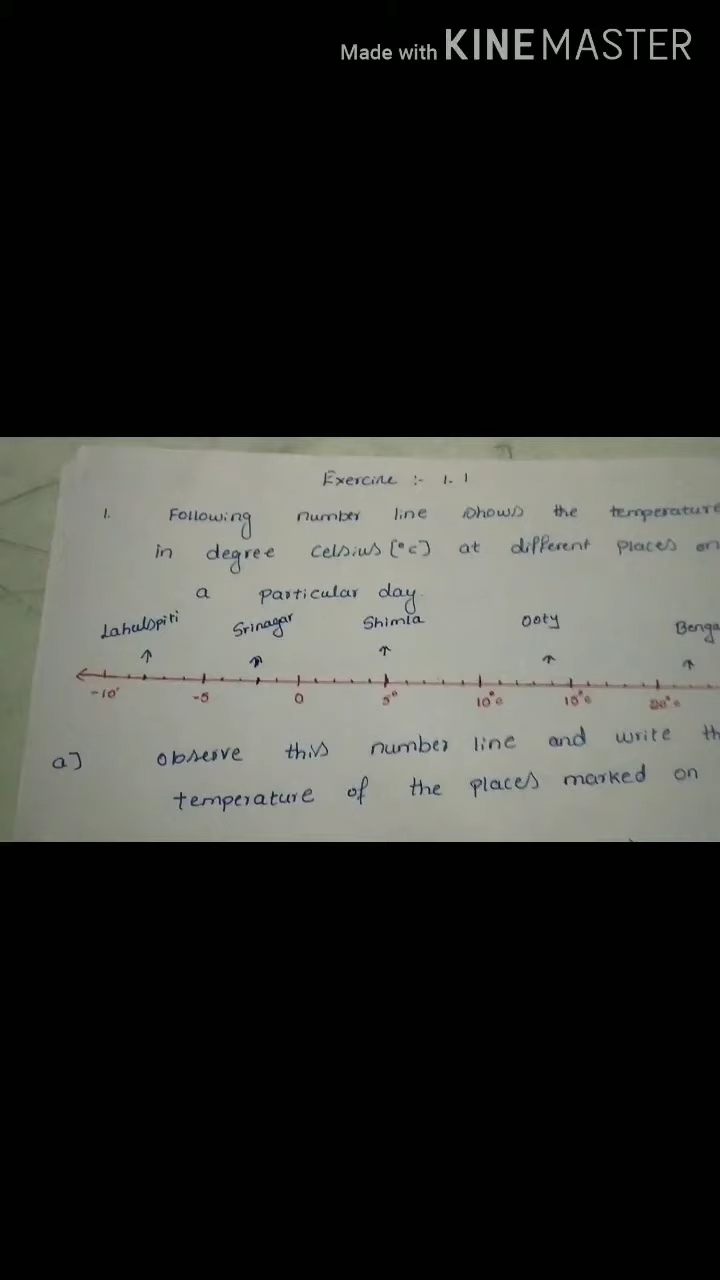 Made with KINEMASTER
Exercise :- 1.1
1. Following number line shows the temperature
in degree celsius [°c] at different places on
a particular day.
Lahulspiti Srinagar Shimla Ooty Benga
-10° -5 0 5° 10°c 15°c 20°c
a] observe this number line and write th
temperature of the places marked on